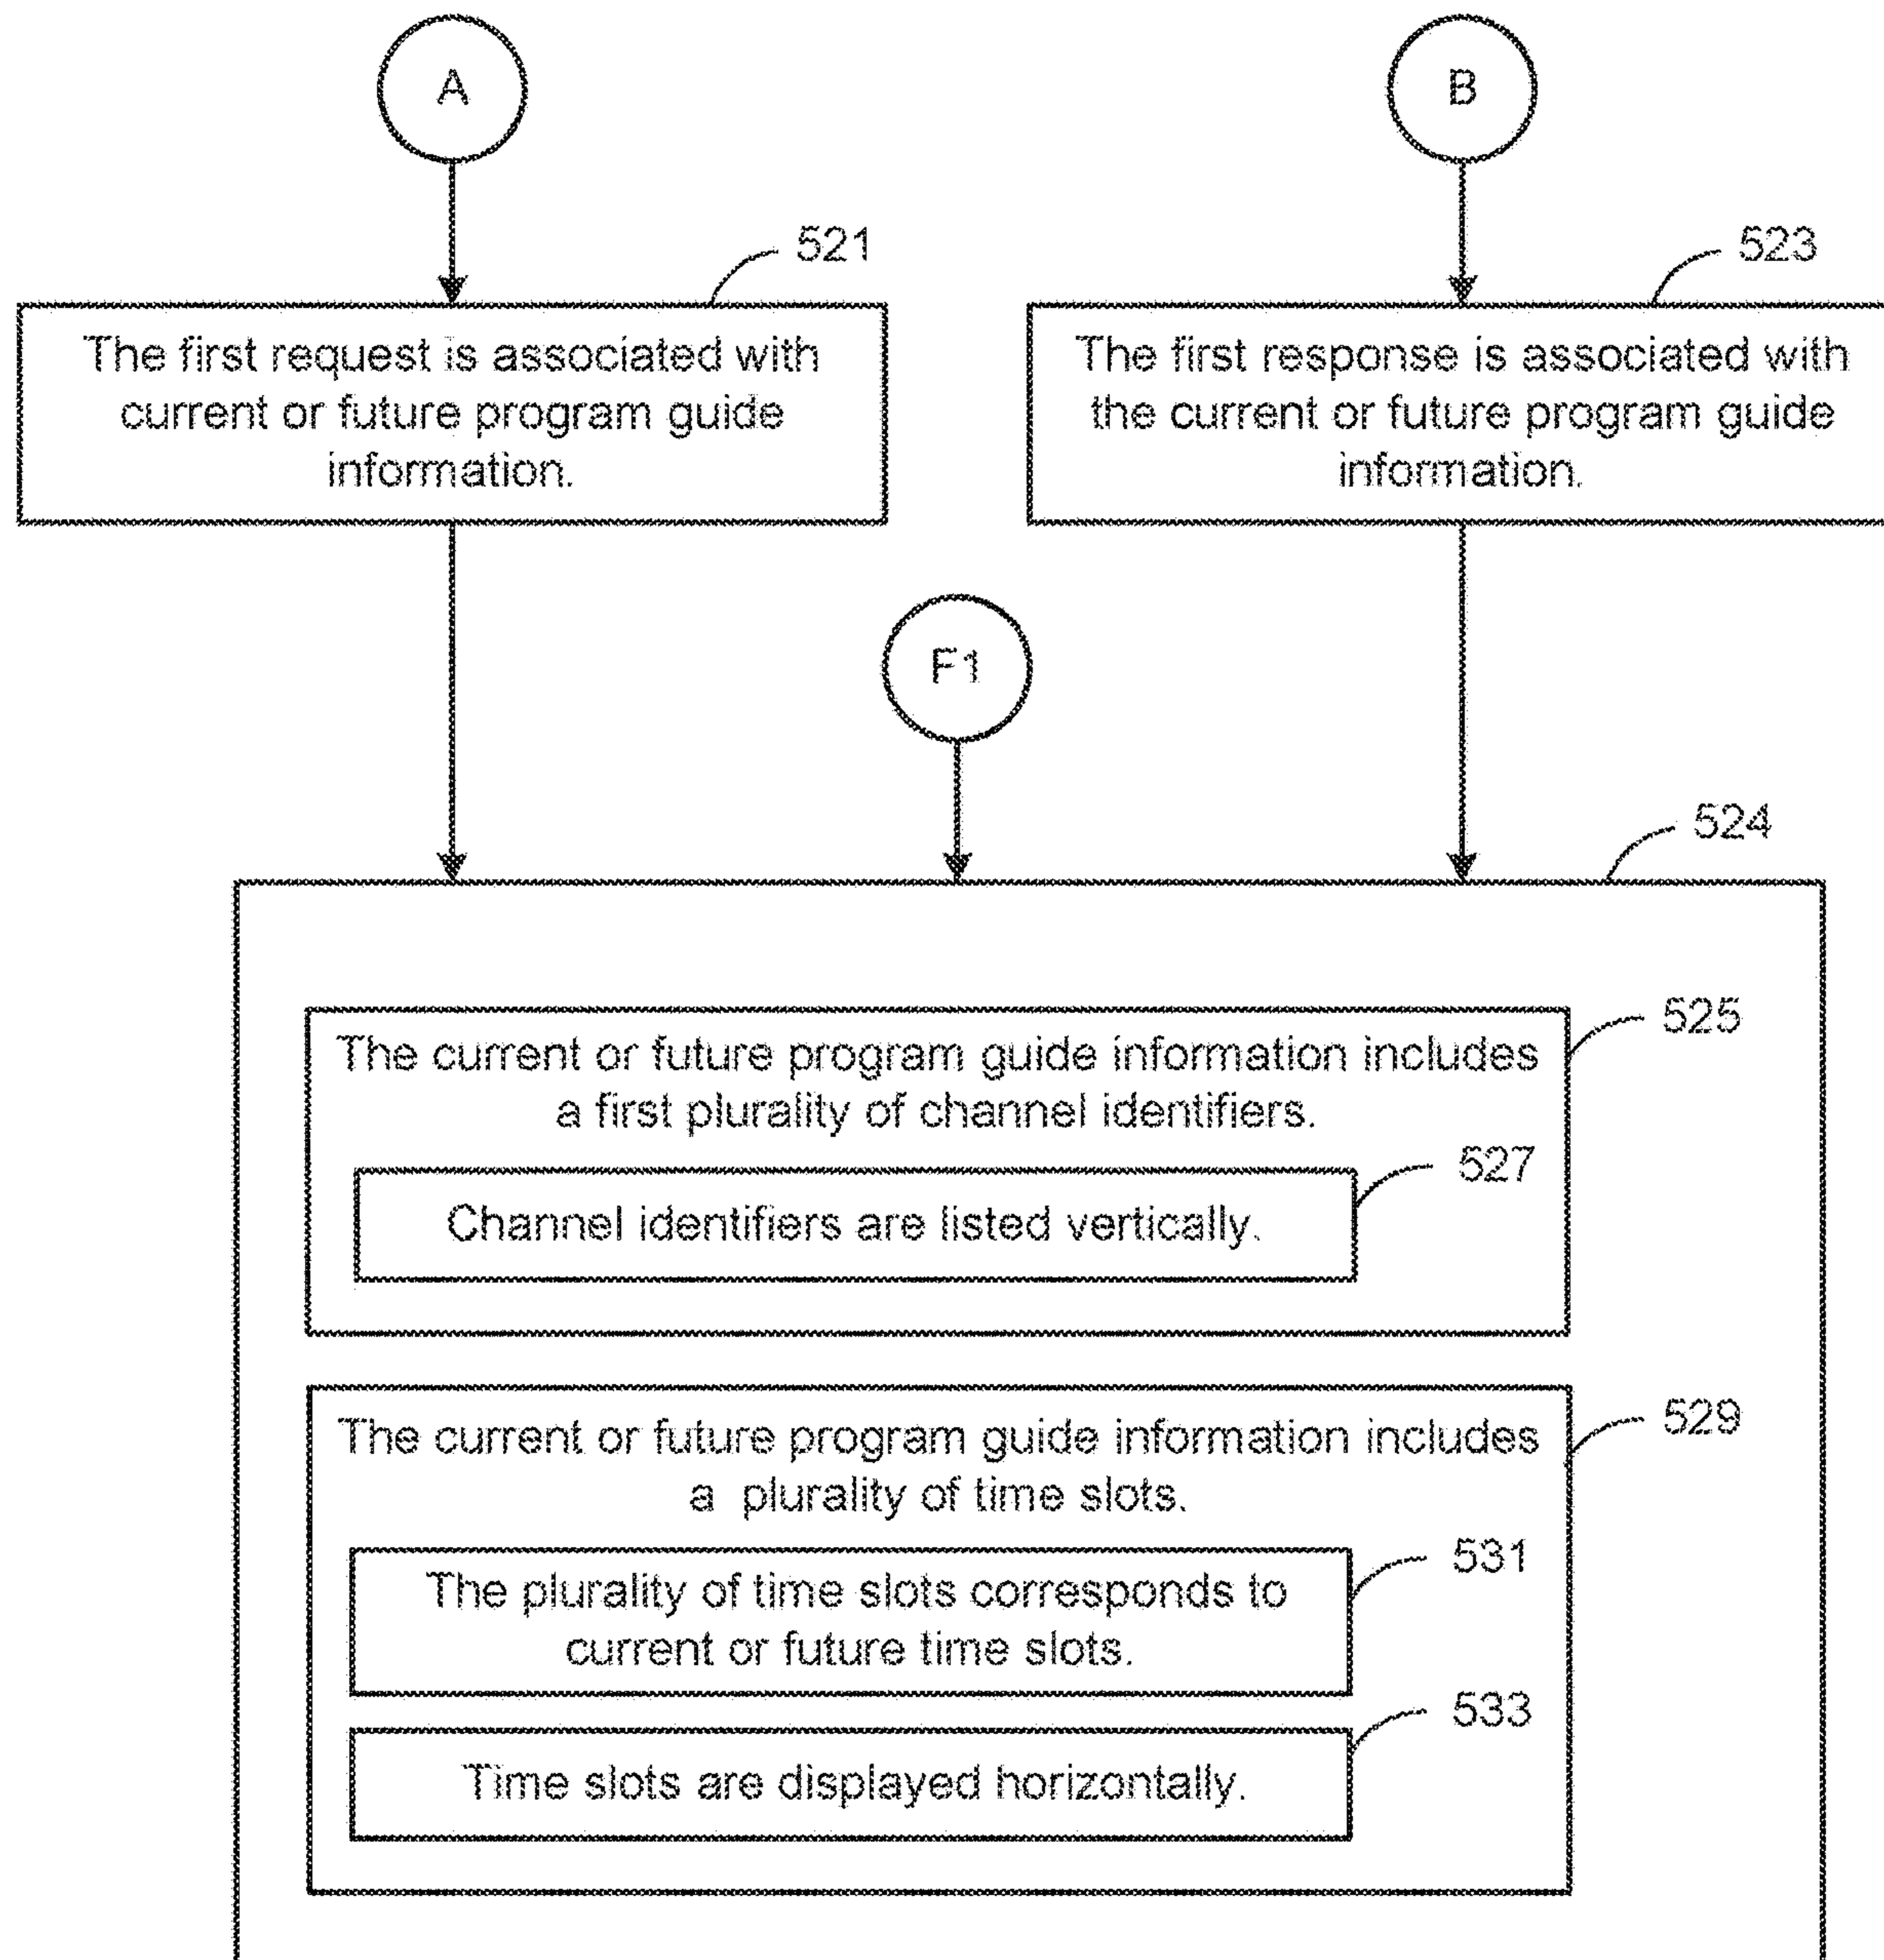 A
B
521
523
The first request is associated with
current or future program guide
information.
The first response is associated with
the current or future program guide
information.
F1
524
525
The current or future program guide information includes
a first plurality of channel identifiers.
527
Channel identifiers are listed vertically.
529
The current or future program guide information includes
a plurality of time slots.
531
The plurality of time slots corresponds to
current or future time slots.
533
Time slots are displayed horizontally.